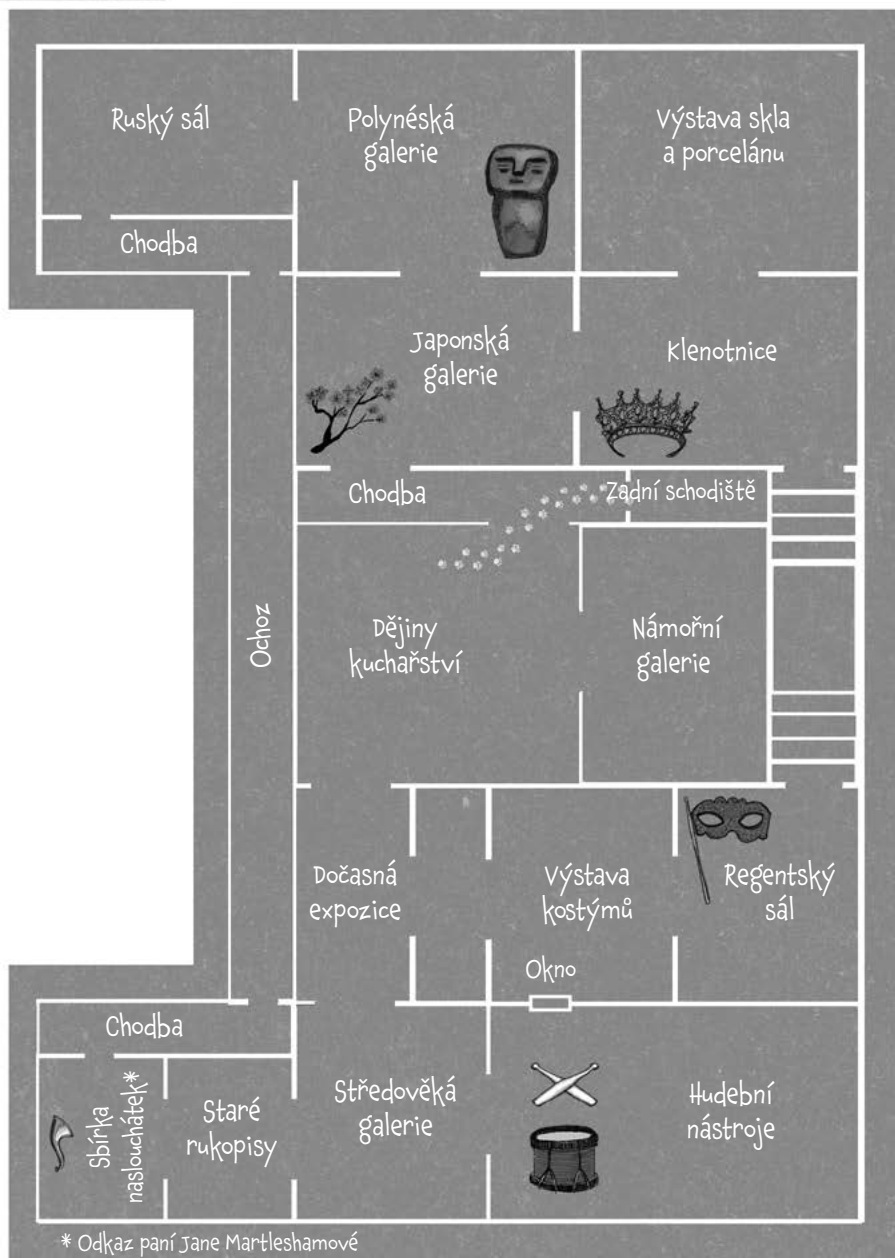 Ruský sál
Polynéská
galerie
Výstava skla
a porcelánu
Chodba
Japonská
galerie
Klenotnice
Chodba
Zadní schodiště
Ochoz
Dějiny
kuchařství
Námořní
galerie
Dočasná
expozice
Výstava
kostýmů
Regentský
sál
Okno
Chodba
Sbírka
naslouchátek*
Staré
rukopisy
Středověká
galerie
Hudební
nástroje
* Odkaz paní Jane Martleshamové